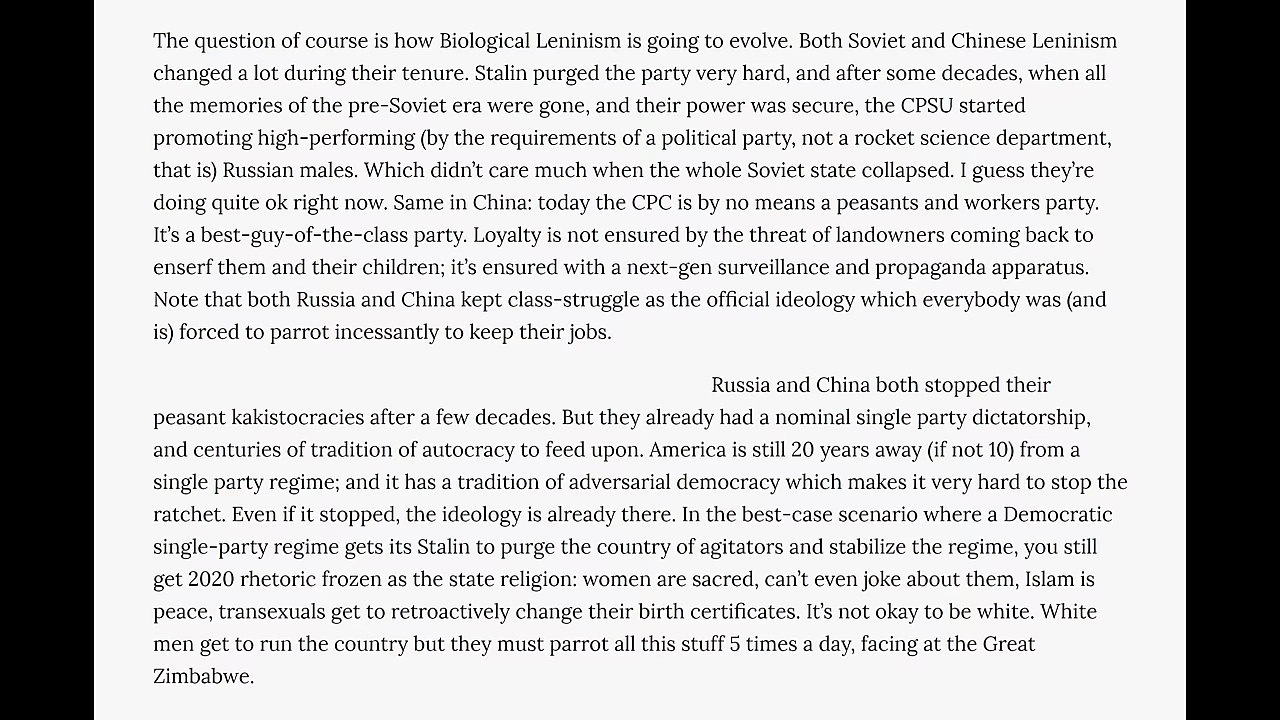 The question of course is how Biological Leninism is going to evolve. Both Soviet and Chinese Leninism
changed a lot during their tenure. Stalin purged the party very hard, and after some decades, when all
the memories of the pre-Soviet era were gone, and their power was secure, the CPSU started
promoting high-performing (by the requirements of a political party, not a rocket science department,
that is) Russian males. Which didn’t care much when the whole Soviet state collapsed. I guess they’re
doing quite ok right now. Same in China: today the CPC is by no means a peasants and workers party.
It’s a best-guy-of-the-class party. Loyalty is not ensured by the threat of landowners coming back to
enserf them and their children; it’s ensured with a next-gen surveillance and propaganda apparatus.
Note that both Russia and China kept class-struggle as the official ideology which everybody was (and
is) forced to parrot incessantly to keep their jobs.
Russia and China both stopped their
peasant kakistocracies after a few decades. But they already had a nominal single party dictatorship,
and centuries of tradition of autocracy to feed upon. America is still 20 years away (if not 10) from a
single party regime; and it has a tradition of adversarial democracy which makes it very hard to stop the
ratchet. Even if it stopped, the ideology is already there. In the best-case scenario where a Democratic
single-party regime gets its Stalin to purge the country of agitators and stabilize the regime, you still
get 2020 rhetoric frozen as the state religion: women are sacred, can’t even joke about them, Islam is
peace, transexuals get to retroactively change their birth certificates. It’s not okay to be white. White
men get to run the country but they must parrot all this stuff 5 times a day, facing at the Great
Zimbabwe.